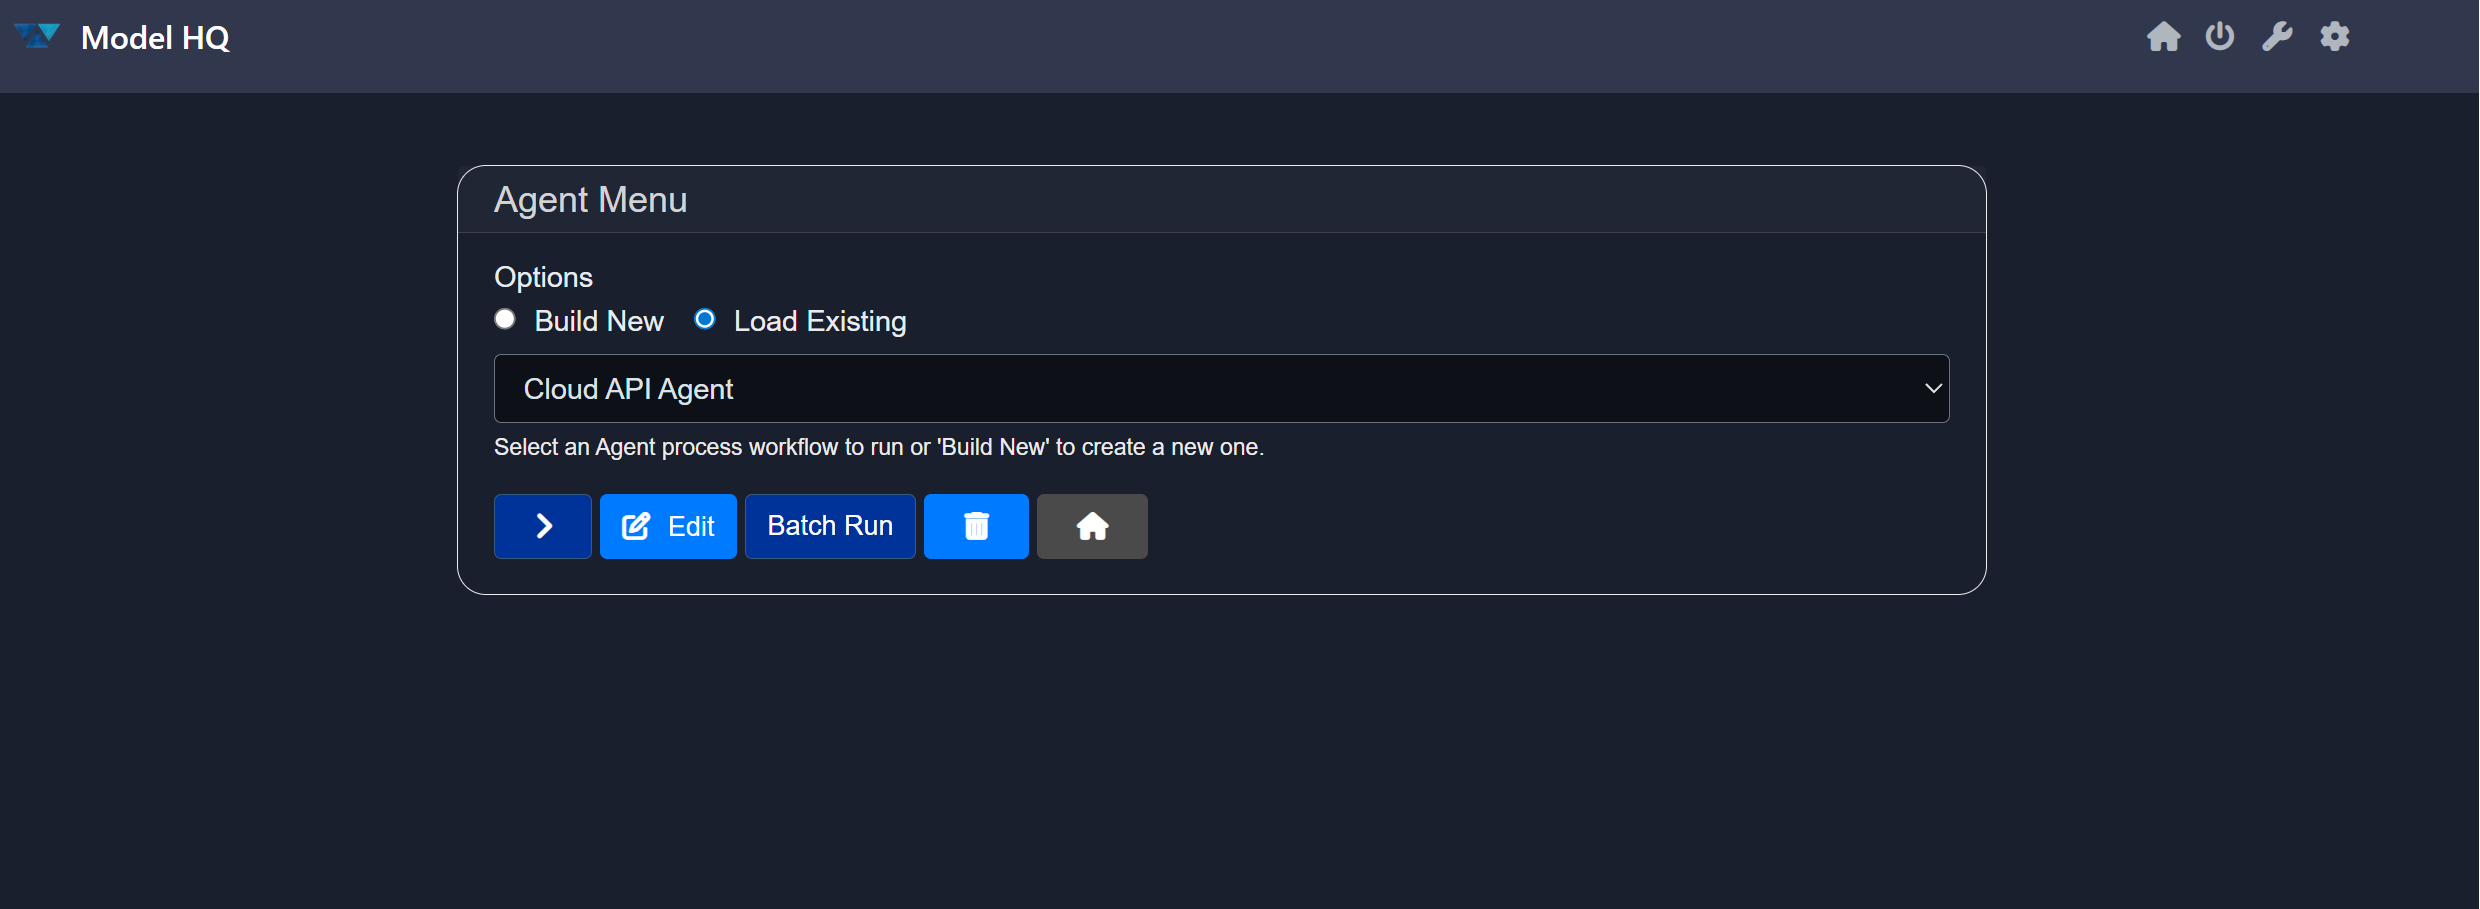 Model HQ
Agent Menu
Options
Build New Load Existing
Cloud API Agent
Select an Agent process workflow to run or 'Build New' to create a new one.
Edit Batch Run